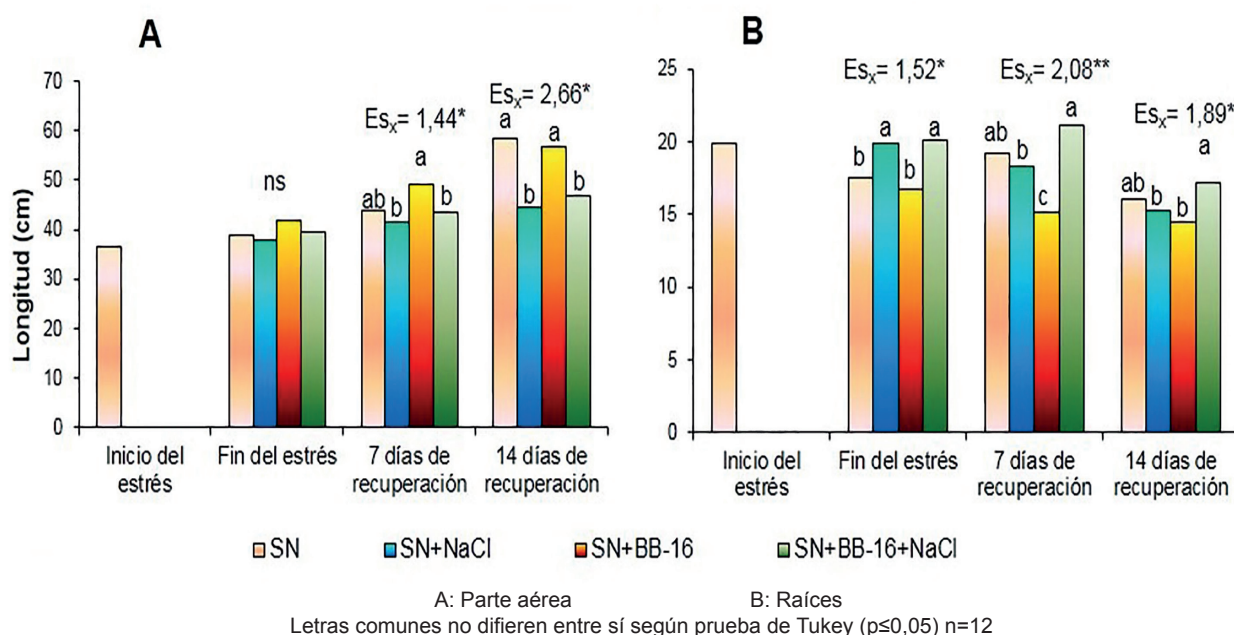 A
Longitud (cm)
70
60
50
40
30
20
10
0
ns
Esx= 1,44*
ab
b
a
b
Esx= 2,66*
a
b
a
b
Inicio del
estrés
Fin del estrés
7 días de
recuperación
14 días de
recuperación
B
25
20
15
10
5
0
Esx= 1,52*
b
a
b
a
Esx= 2,08**
ab
b
c
a
Esx= 1,89*
ab
b
b
a
Inicio del
estrés
Fin del estrés
7 días de
recuperación
14 días de
recuperación
SN SN+NaCl SN+BB-16 SN+BB-16+NaCl
A: Parte aérea B: Raíces
Letras comunes no difieren entre sí según prueba de Tukey (p≤0,05) n=12